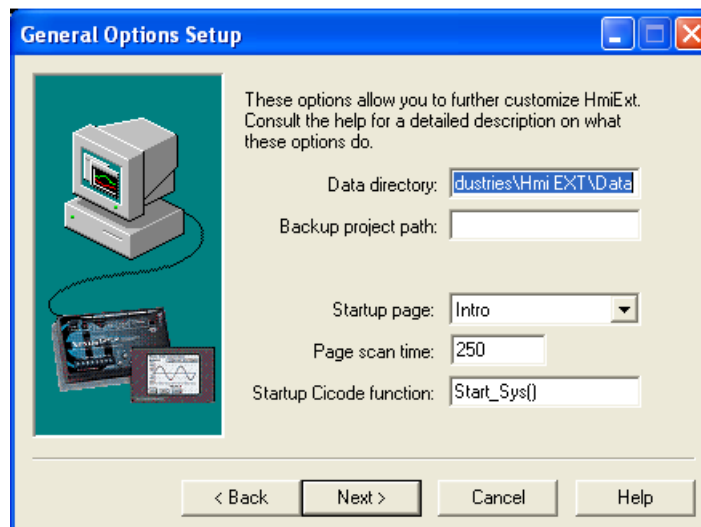 General Options Setup
These options allow you to further customize HmiExt.
Consult the help for a detailed description on what
these options do.
Data directory: dustries\Hmi EXT\Data
Backup project path:
Startup page: Intro
Page scan time: 250
Startup Cicode function: Start_Sys()
< Back Next > Cancel Help